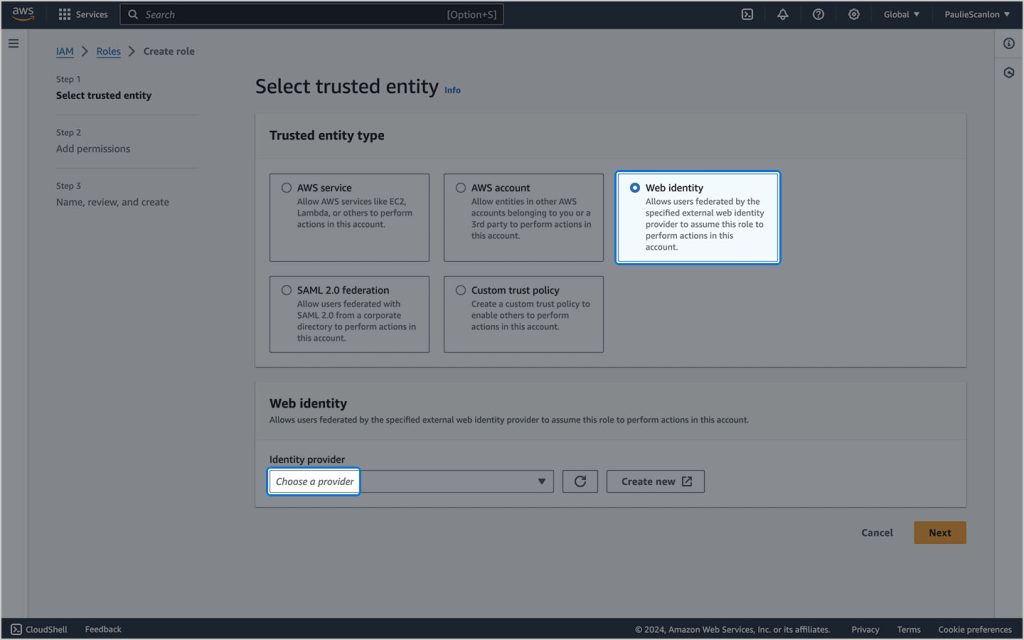 aws
Services
Search
[Option+S]
Global
PaulieScanlon
IAM
Roles
Create role
Step 1
Select trusted entity
Step 2
Add permissions
Step 3
Name, review, and create
Select trusted entity
Info
Trusted entity type
AWS service
Allow AWS services like EC2,
Lambda, or others to perform
actions in this account.
AWS account
Allow entities in other AWS
accounts belonging to you or a
3rd party to perform actions in
this account.
Web identity
Allows users federated by the
specified external web identity
provider to assume this role to
perform actions in this
account.
SAML 2.0 federation
Allow users federated with
SAML 2.0 from a corporate
directory to perform actions in
this account.
Custom trust policy
Create a custom trust policy to
enable others to perform
actions in this account.
Web identity
Allows users federated by the specified external web identity provider to assume this role to perform actions in this account.
Identity provider
Choose a provider
Create new
Cancel
Next
CloudShell
Feedback
© 2024, Amazon Web Services, Inc. or its affiliates.
Privacy
Terms
Cookie preferences